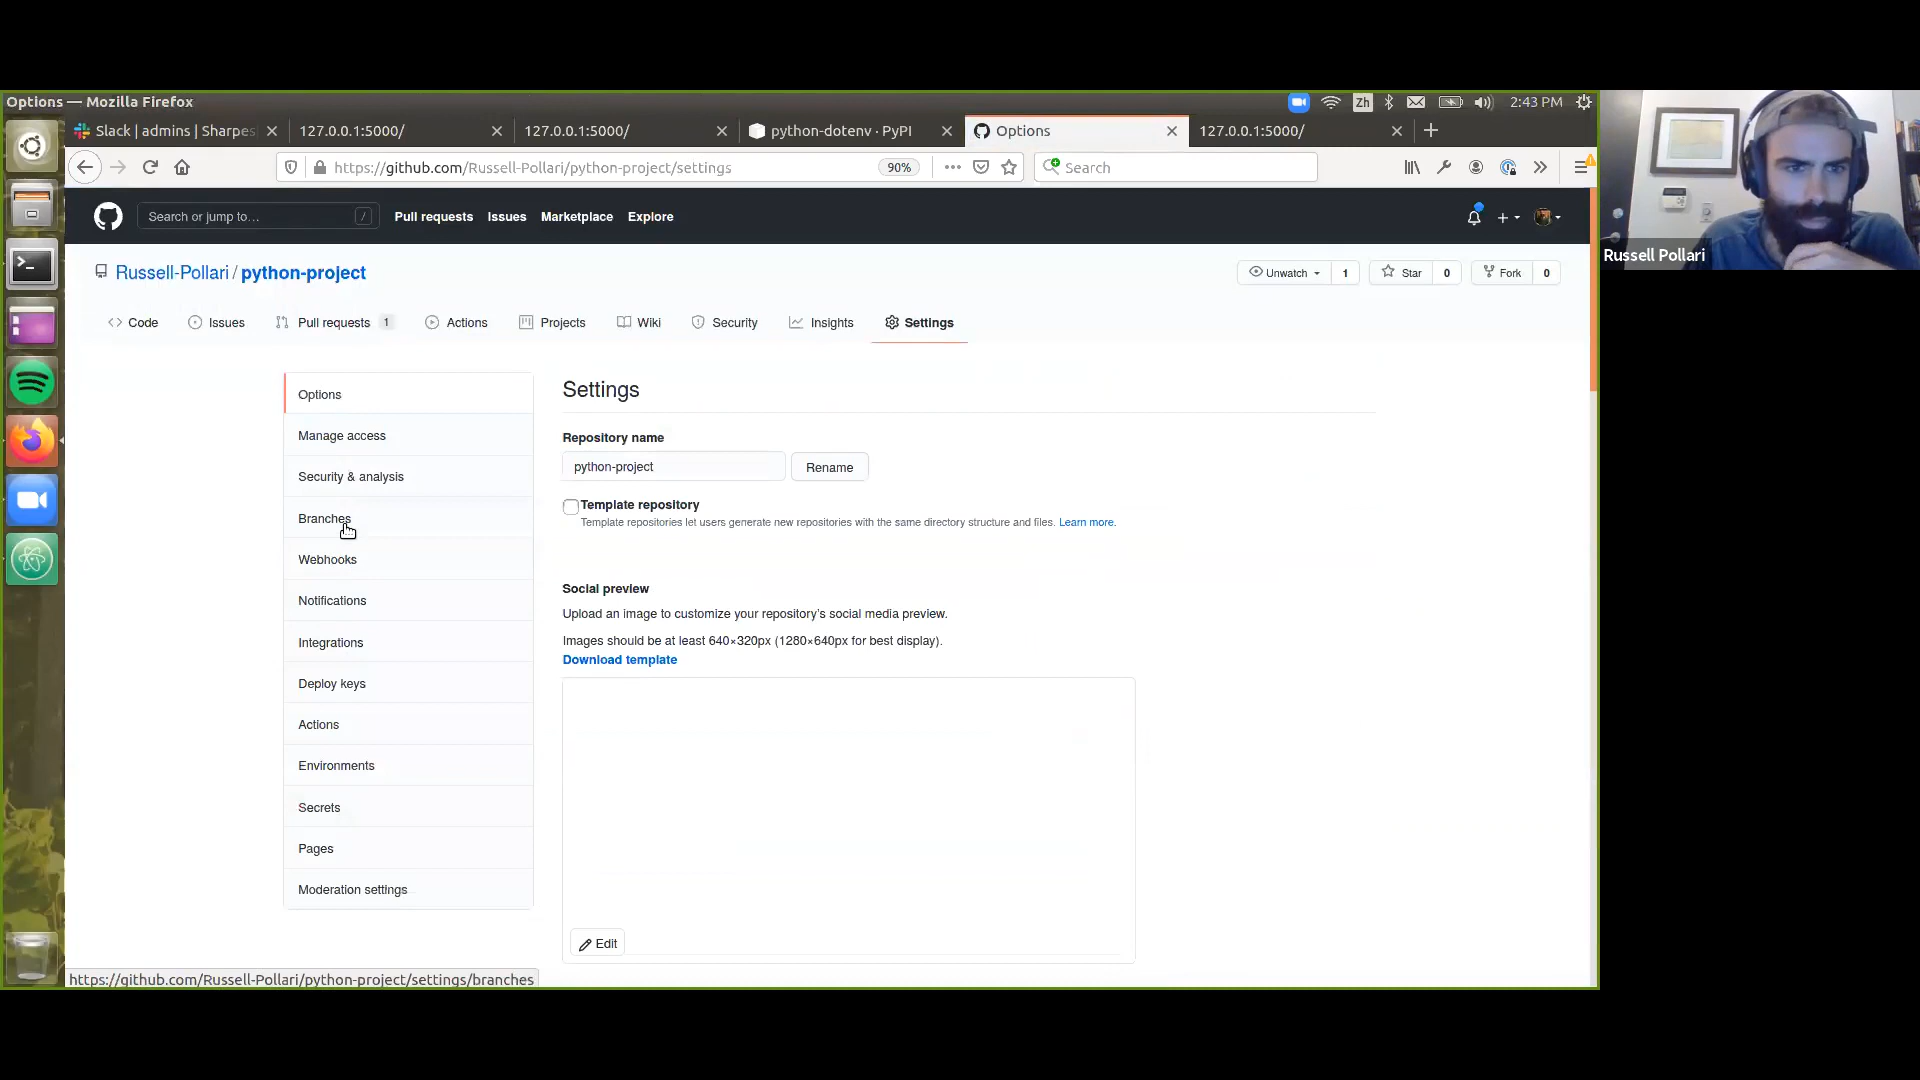 Options — Mozilla Firefox
Zh
2:43 PM
Slack | admins | Sharpes
127.0.0.1:5000/
127.0.0.1:5000/
python-dotenv · PyPI
Options
127.0.0.1:5000/
https://github.com/Russell-Pollari/python-project/settings
90%
Search
Search or jump to…
/
Pull requests
Issues
Marketplace
Explore
Russell-Pollari / python-project
Unwatch
1
Star
0
Fork
0
Code
Issues
Pull requests 1
Actions
Projects
Wiki
Security
Insights
Settings
Options
Manage access
Security & analysis
Branches
Webhooks
Notifications
Integrations
Deploy keys
Actions
Environments
Secrets
Pages
Moderation settings
Settings
Repository name
python-project
Rename
Template repository
Template repositories let users generate new repositories with the same directory structure and files. Learn more.
Social preview
Upload an image to customize your repository's social media preview.
Images should be at least 640×320px (1280×640px for best display).
Download template
Edit
https://github.com/Russell-Pollari/python-project/settings/branches
Russell Pollari